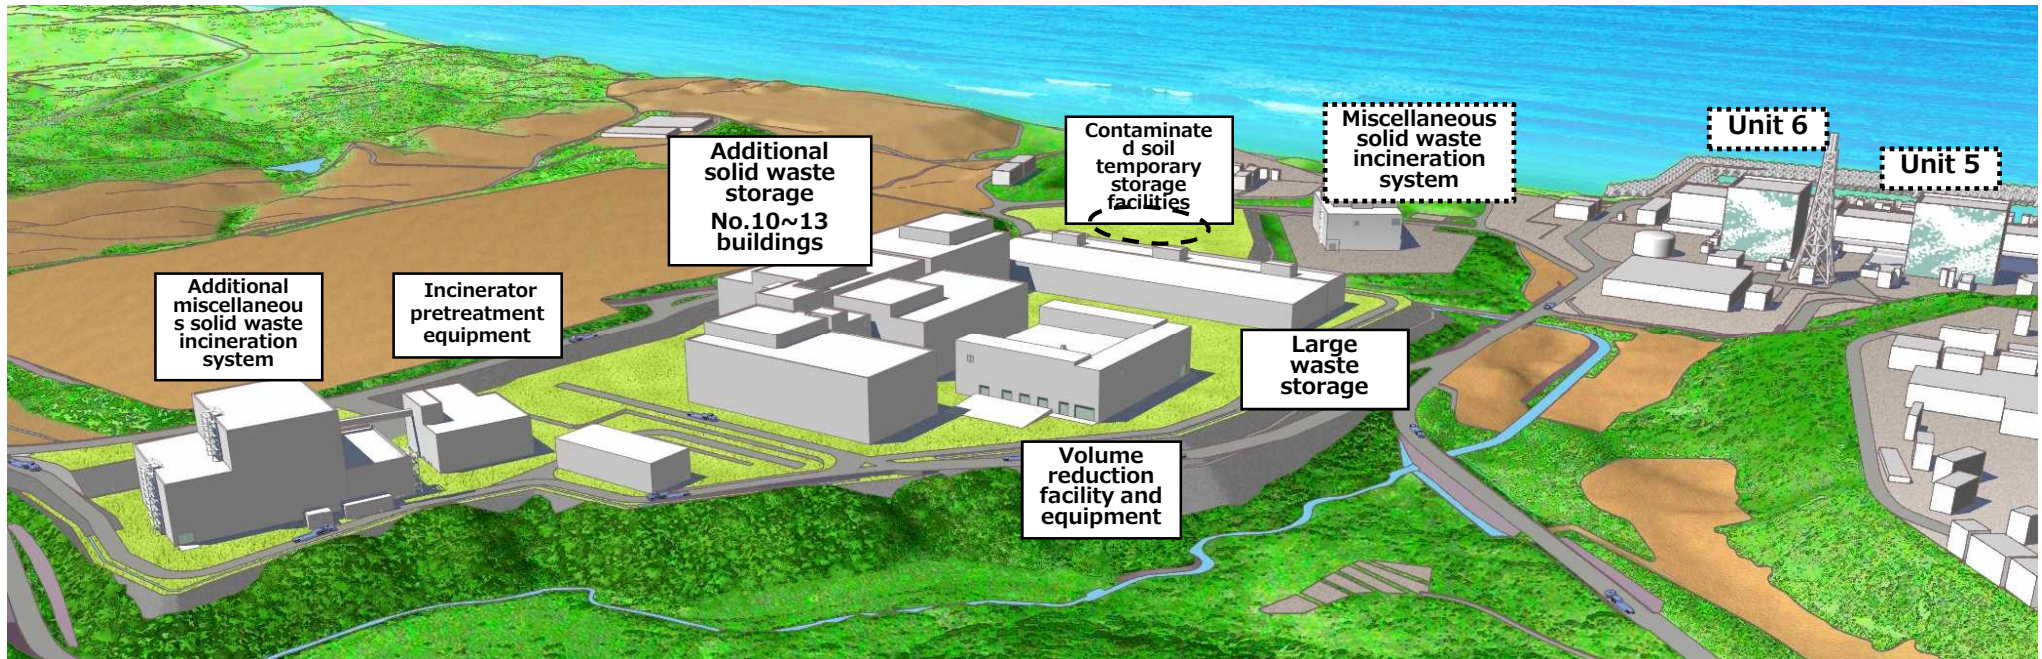 Additional
solid waste
storage
No.10~13
buildings
Contaminate
d soil
temporary
storage
facilities
Miscellaneous
solid waste
incineration
system
Unit 6
Unit 5
Additional
miscellaneou
s solid waste
incineration
system
Incinerator
pretreatment
equipment
Large
waste
storage
Volume
reduction
facility and
equipment